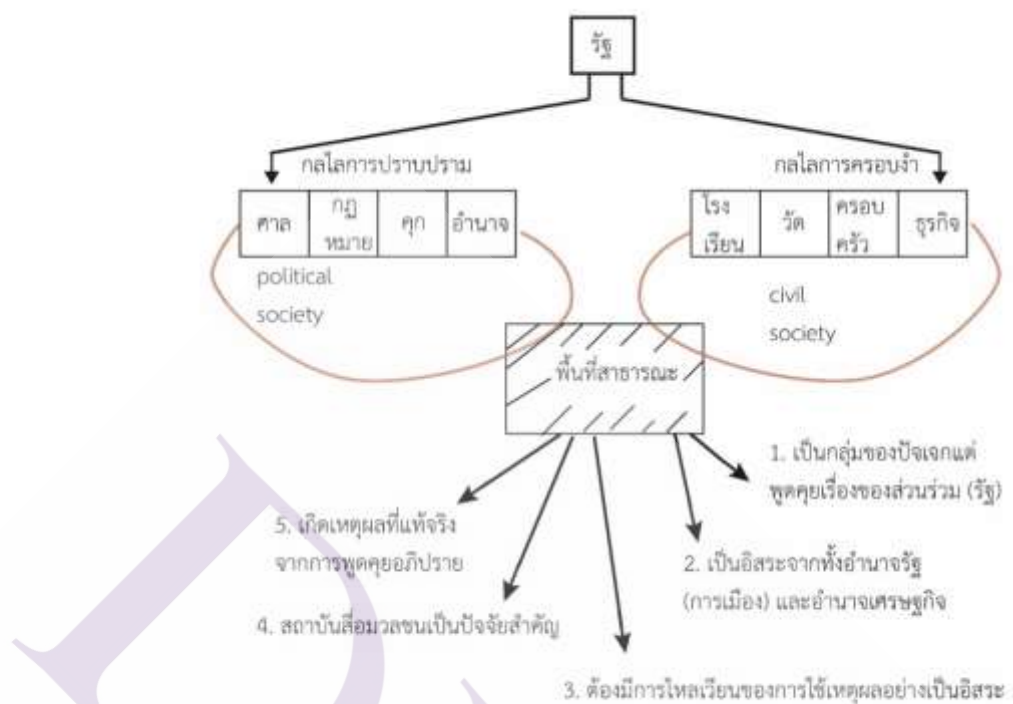 รัฐ
กลไลการปราบปราม
กลไลการครอบงำ
ศาล
กฎ
หมาย
คุก
อำนาจ
โรง
เรียน
วัด
ครอบ
ครัว
ธุรกิจ
political
society
civil
society
พื้นที่สาธารณะ
1. เป็นกลุ่มของปัจเจกแต่
พูดคุยเรื่องของส่วนร่วม (รัฐ)
2. เป็นอิสระจากทั้งอำนาจรัฐ
(การเมือง) และอำนาจเศรษฐกิจ
3. ต้องมีการไหลเวียนของการใช้เหตุผลอย่างเป็นอิสระ
4. สถาบันสื่อมวลชนเป็นปัจจัยสำคัญ
5. เกิดเหตุผลที่แท้จริง
จากการพูดคุยอภิปราย